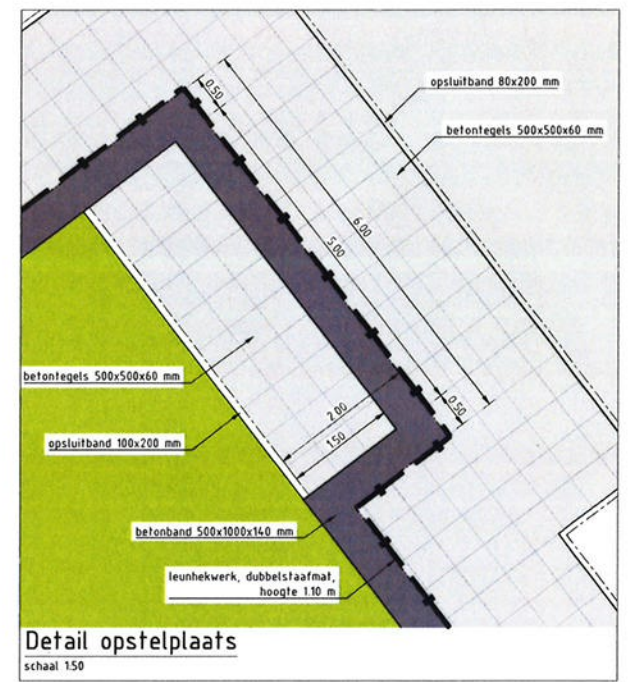 opsluitband 80x200 mm
betontegels 500x500x60 mm
0.50
6.00
5.00
betontegels 500x500x60 mm
0.50
2.00
1.50
opsluitband 100x200 mm
betonband 500x1000x140 mm
leunhekwerk, dubbelstaafmat,
hoogte 1.10 m
Detail opstelplaats
schaal 1:50